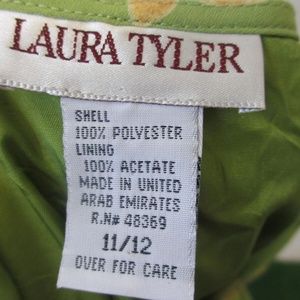 LAURA TYLER
SHELL
100% POLYESTER
LINING
100% ACETATE
MADE IN UNITED
ARAB EMIRATES
R.N# 48369
11/12
OVER FOR CARE